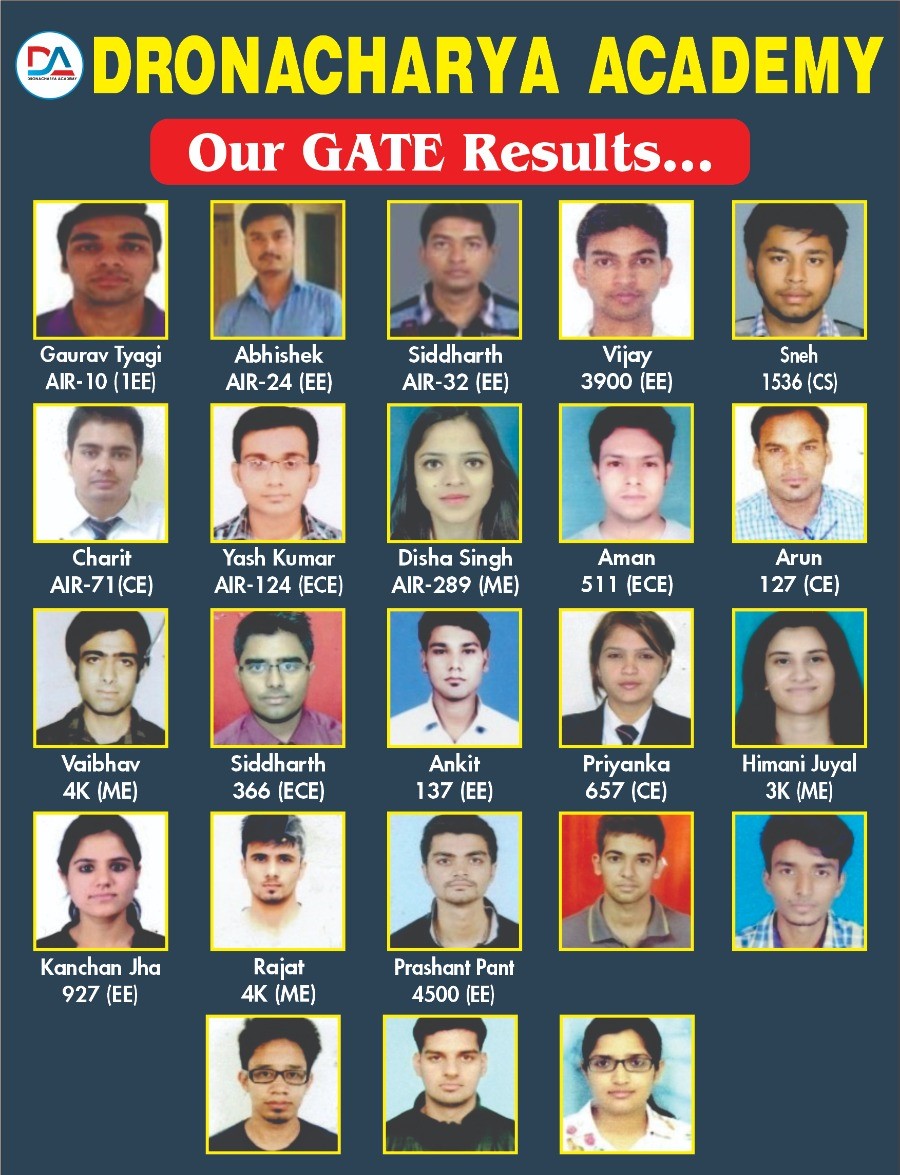 DA
DRONACHARYA ACADEMY
DRONACHARYA ACADEMY
Our GATE Results...
Gaurav Tyagi
AIR-10 (1EE)
Abhishek
AIR-24 (EE)
Siddharth
AIR-32 (EE)
Vijay
3900 (EE)
Sneh
1536 (CS)
Charit
AIR-71(CE)
Yash Kumar
AIR-124 (ECE)
Disha Singh
AIR-289 (ME)
Aman
511 (ECE)
Arun
127 (CE)
Vaibhav
4K (ME)
Siddharth
366 (ECE)
Ankit
137 (EE)
Priyanka
657 (CE)
Himani Juyal
3K (ME)
Kanchan Jha
927 (EE)
Rajat
4K (ME)
Prashant Pant
4500 (EE)